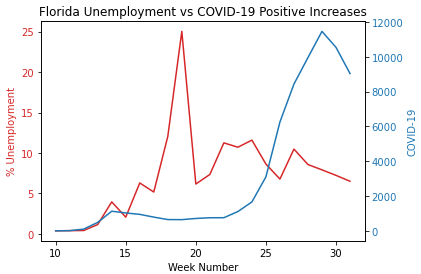 Florida Unemployment vs COVID-19 Positive Increases
25
20
15
10
5
0
% Unemployment
12000
10000
8000
6000
4000
2000
0
COVID-19
10 15 20 25 30
Week Number